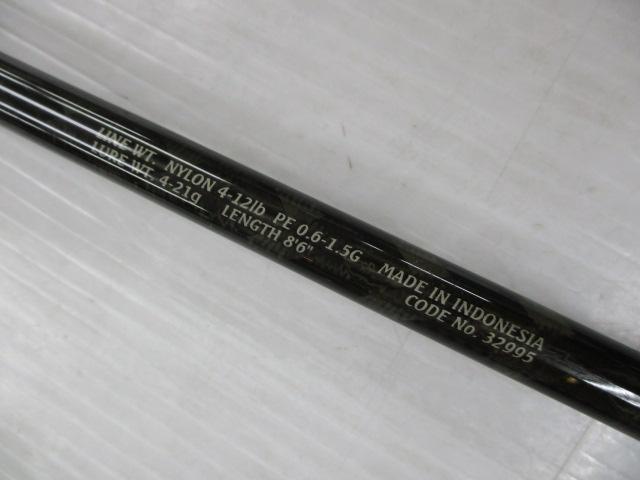 LINE WT. NYLON 4-12lb PE 0.6-1.5G MADE IN INDONESIA
LURE WT. 4-21g LENGTH 8'6" CODE No. 32995